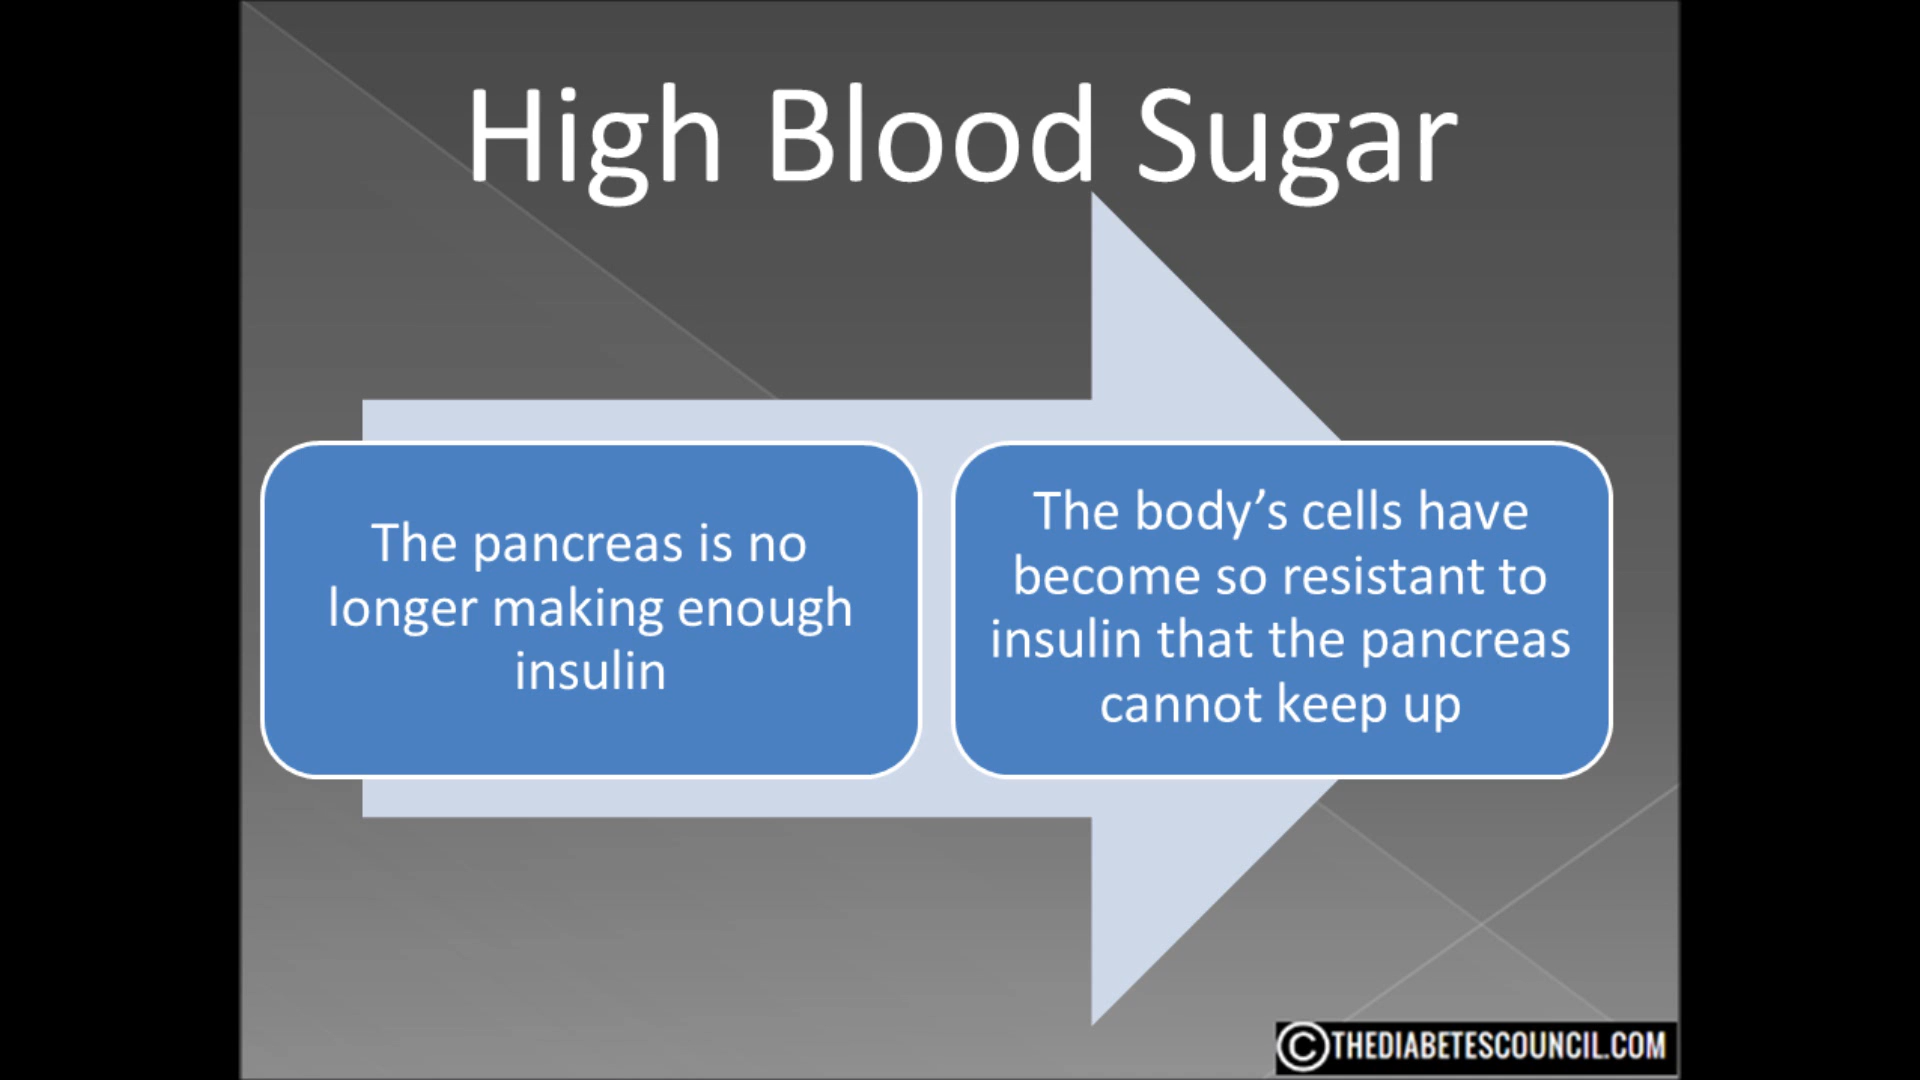 High Blood Sugar
The pancreas is no
longer making enough
insulin
The body’s cells have
become so resistant to
insulin that the pancreas
cannot keep up
©THEDIABETESCOUNCIL.COM